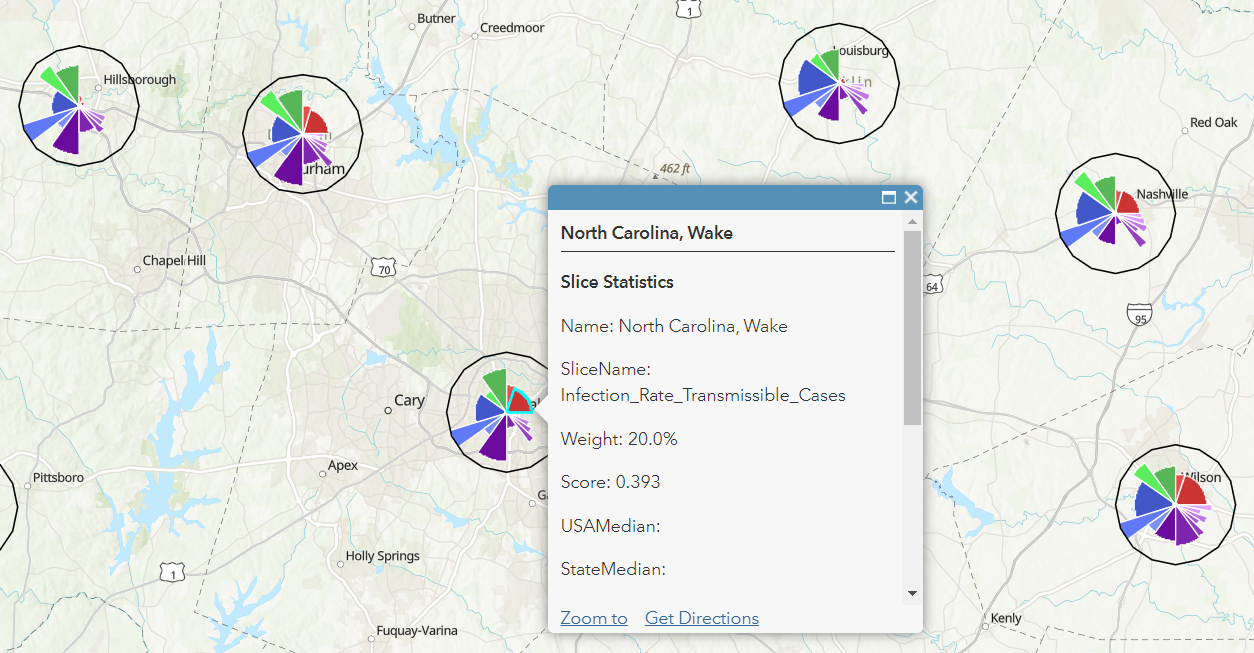 Butner
Creedmoor
1
Louisburg
Hillsborough
Red Oak
462 ft
Nashville
Chapel Hill
70
64
95
North Carolina, Wake
Slice Statistics
Name: North Carolina, Wake
SliceName:
Infection_Rate_Transmissible_Cases
Weight: 20.0%
Score: 0.393
USAMedian:
StateMedian:
Zoom to Get Directions
Cary
Apex
Pittsboro
Wilson
Holly Springs
1
Kenly
Fuquay-Varina